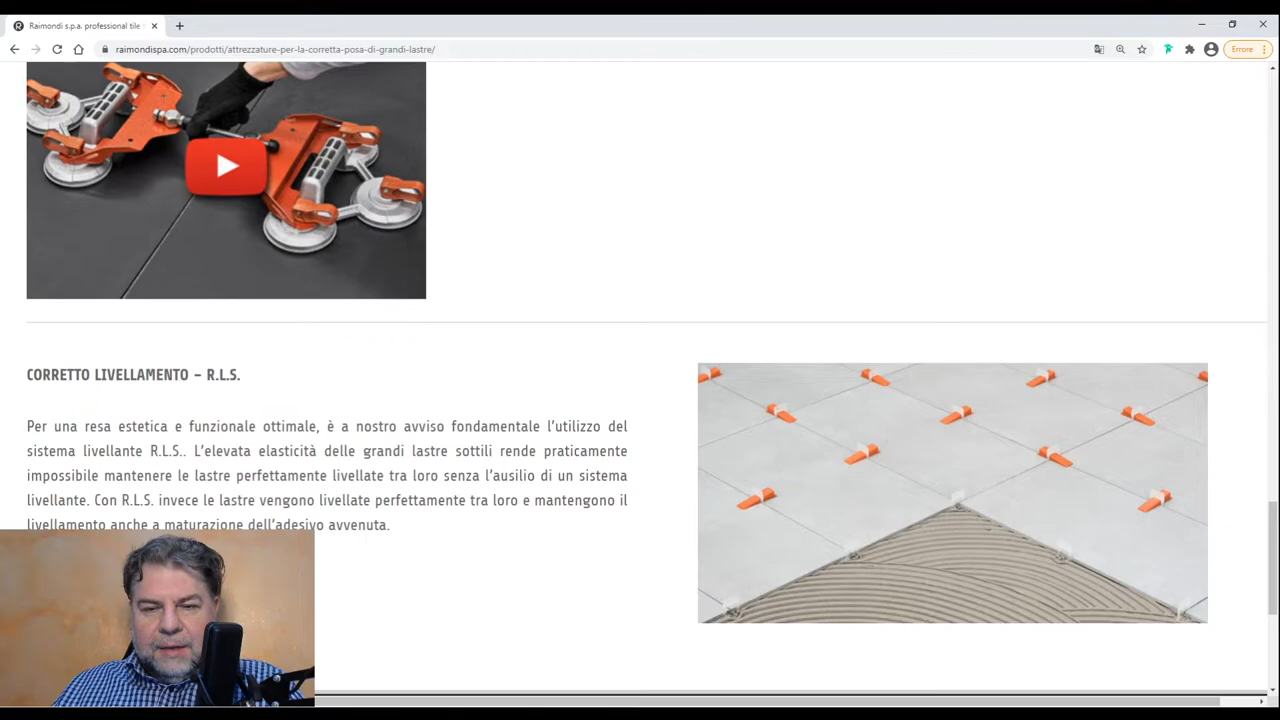 Raimondi s.p.a. professional tile
raimondispa.com/prodotti/attrezzature-per-la-corretta-posa-di-grandi-lastre/
Errore
CORRETTO LIVELLAMENTO – R.L.S.
Per una resa estetica e funzionale ottimale, è a nostro avviso fondamentale l’utilizzo del
sistema livellante R.L.S.. L’elevata elasticità delle grandi lastre sottili rende praticamente
impossibile mantenere le lastre perfettamente livellate tra loro senza l’ausilio di un sistema
livellante. Con R.L.S. invece le lastre vengono livellate perfettamente tra loro e mantengono il
livellamento anche a maturazione dell’adesivo avvenuta.